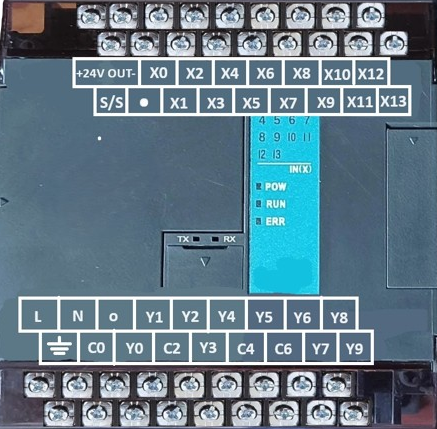 +24V OUT- X0 X2 X4 X6 X8 X10 X12
S/S • X1 X3 X5 X7 X9 X11 X13
4 5 6 7
8 9 10 11
12 13
IN(X)
POW
RUN
ERR
TX RX
L N o Y1 Y2 Y4 Y5 Y6 Y8
C0 Y0 C2 Y3 C4 C6 Y7 Y9